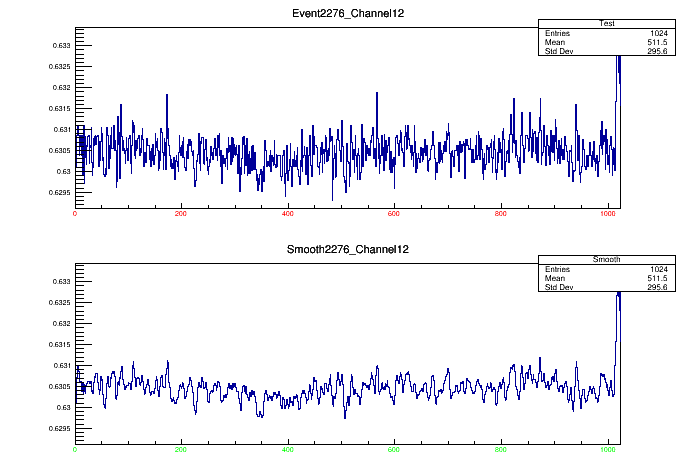 Event2276_Channel12
Test
Entries 1024
Mean 511.5
Std Dev 295.6
0.633
0.6325
0.632
0.6315
0.631
0.6305
0.63
0.6295
0 200 400 600 800 1000
Smooth2276_Channel12
Smooth
Entries 1024
Mean 511.5
Std Dev 295.6
0.633
0.6325
0.632
0.6315
0.631
0.6305
0.63
0.6295
0 200 400 600 800 1000